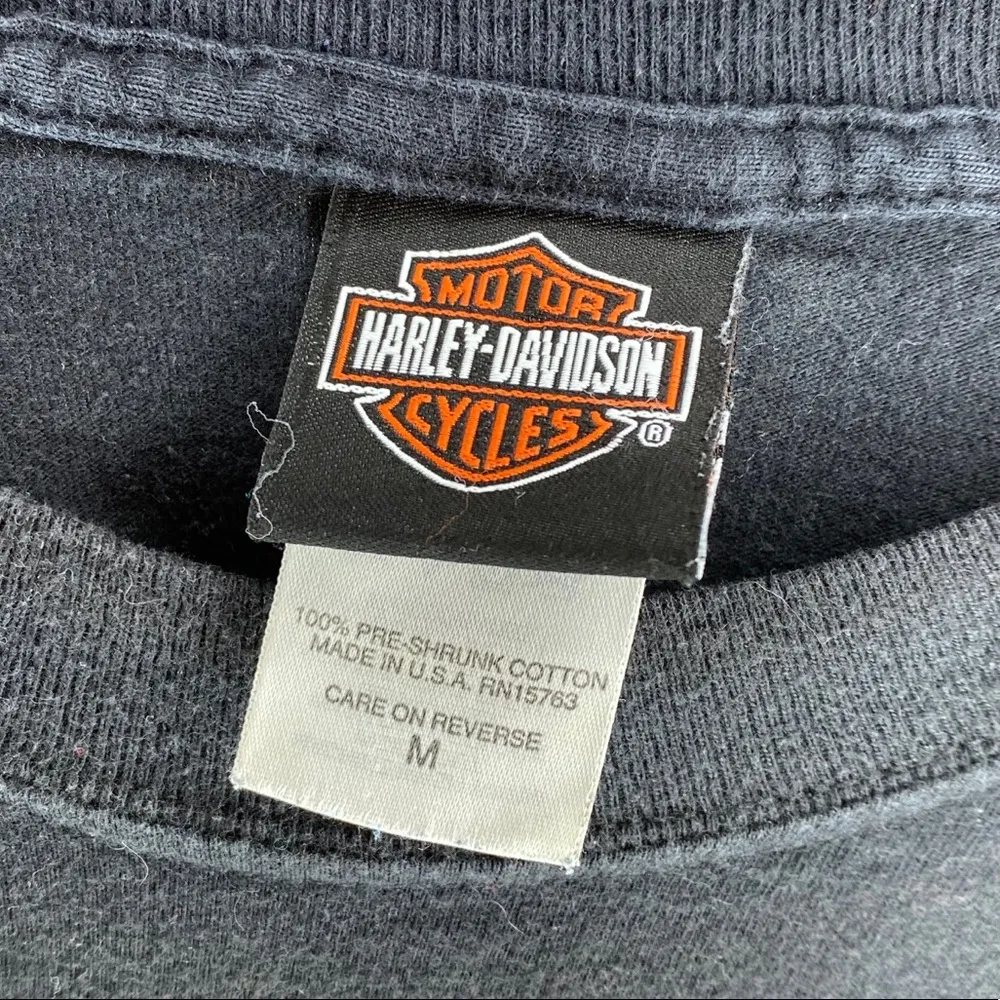 MOTOR
HARLEY-DAVIDSON
CYCLES
®
100% PRE-SHRUNK COTTON
MADE IN U.S.A. RN15763
CARE ON REVERSE
M